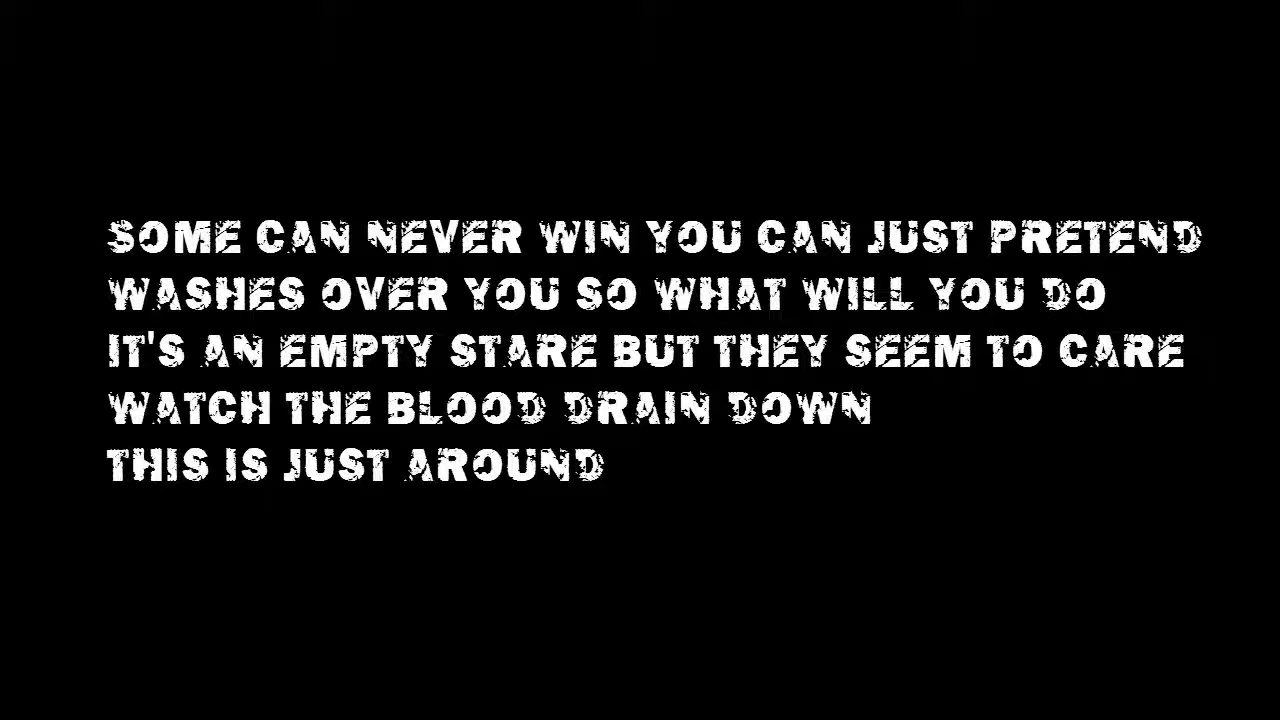 SOME CAN NEVER WIN YOU CAN JUST PRETEND
WASHES OVER YOU SO WHAT WILL YOU DO
IT'S AN EMPTY STARE BUT THEY SEEM TO CARE
WATCH THE BLOOD DRAIN DOWN
THIS IS JUST AROUND